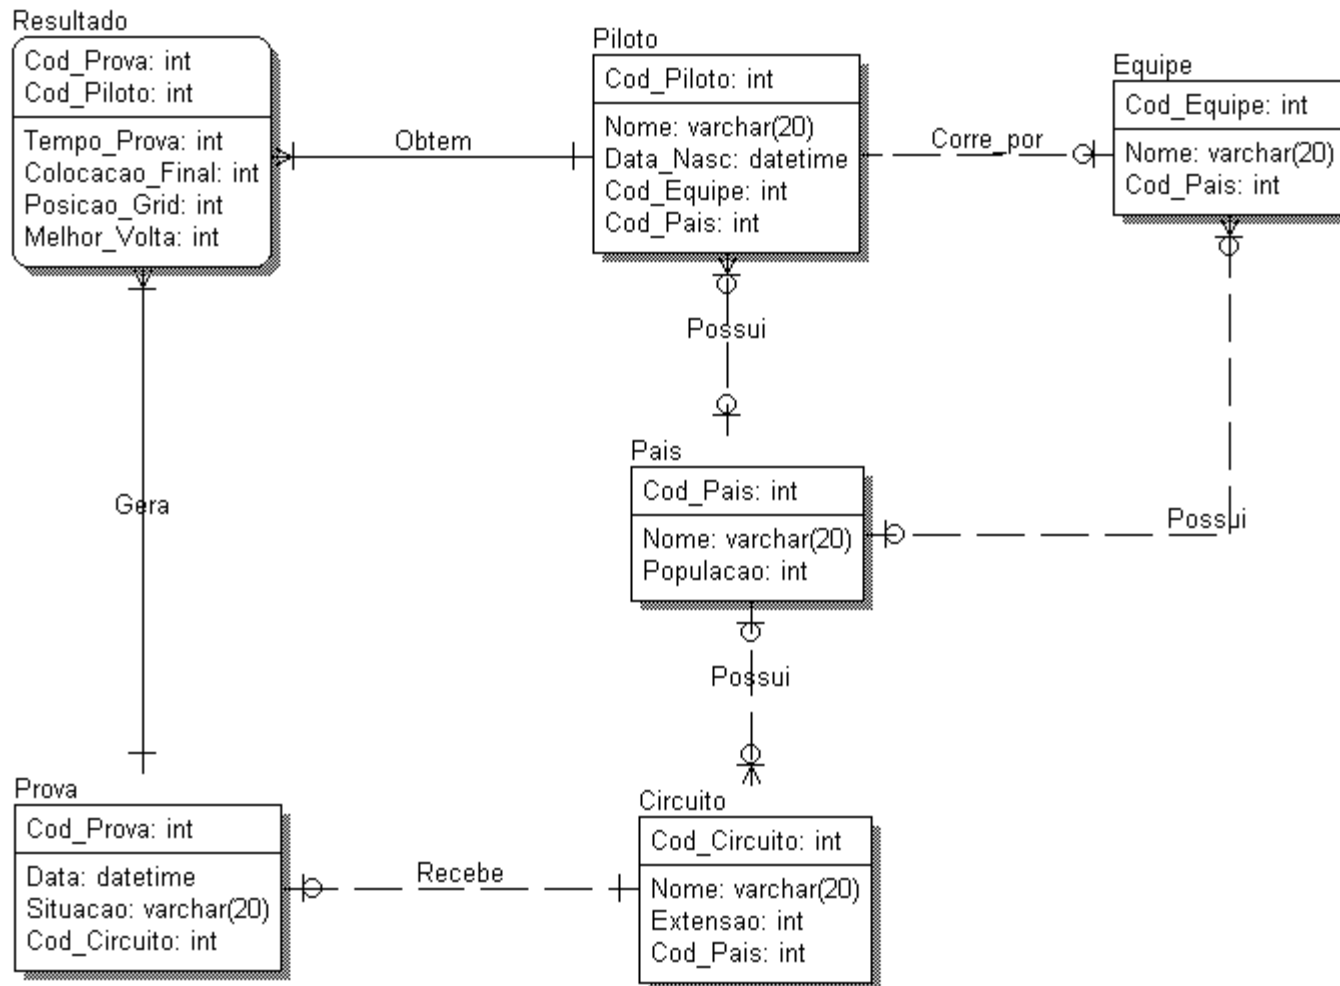 Resultado
Cod_Prova: int
Cod_Piloto: int
Tempo_Prova: int
Colocacao_Final: int
Posicao_Grid: int
Melhor_Volta: int
Obtem
Piloto
Cod_Piloto: int
Nome: varchar(20)
Data_Nasc: datetime
Cod_Equipe: int
Cod_Pais: int
Corre_por
Equipe
Cod_Equipe: int
Nome: varchar(20)
Cod_Pais: int
Possui
Gera
Pais
Cod_Pais: int
Nome: varchar(20)
Populacao: int
Possui
Possui
Prova
Cod_Prova: int
Data: datetime
Situacao: varchar(20)
Cod_Circuito: int
Recebe
Circuito
Cod_Circuito: int
Nome: varchar(20)
Extensao: int
Cod_Pais: int